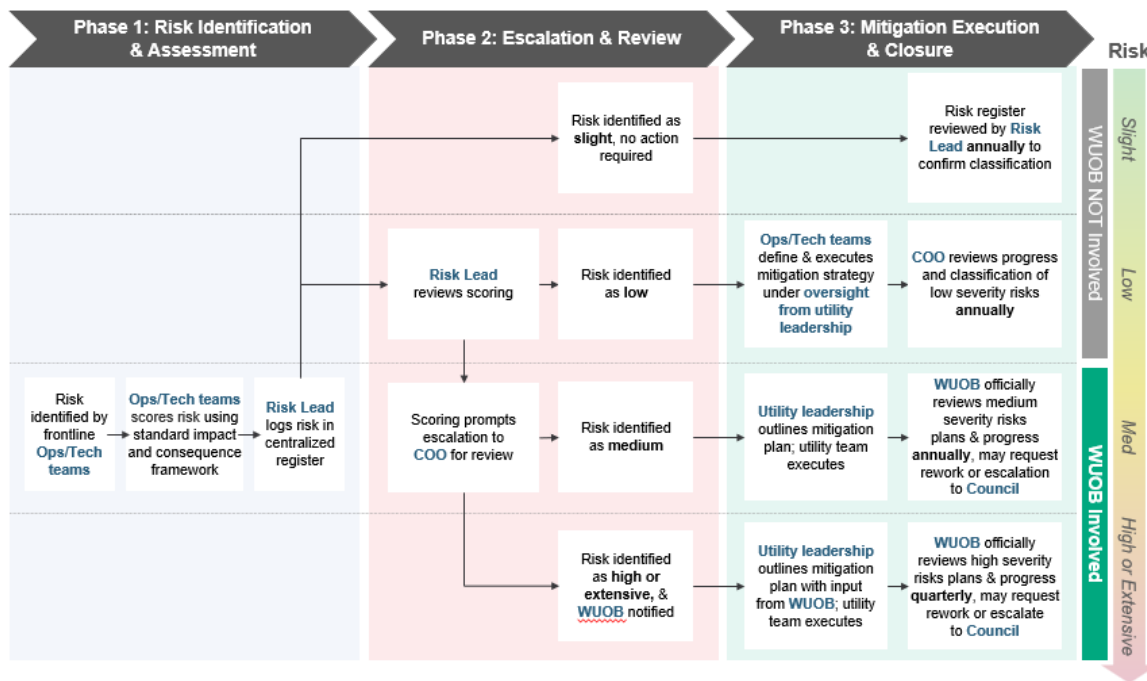 Phase 1: Risk Identification
& Assessment
Phase 2: Escalation & Review
Phase 3: Mitigation Execution
& Closure
Risk
Risk identified as
slight, no action
required
Risk register
reviewed by Risk
Lead annually to
confirm classification
Slight
WUOB NOT Involved
Risk Lead
reviews scoring
Risk identified
as low
Ops/Tech teams
define & executes
mitigation strategy
under oversight
from utility
leadership
COO reviews progress
and classification of
low severity risks
annually
Low
Risk
identified by
frontline
Ops/Tech
teams
Ops/Tech teams
scores risk using
standard impact
and consequence
framework
Risk Lead
logs risk in
centralized
register
Scoring prompts
escalation to
COO for review
Risk identified
as medium
Utility leadership
outlines mitigation
plan; utility team
executes
WUOB officially
reviews medium
severity risks
plans & progress
annually, may request
rework or escalation
to Council
Med
WUOB Involved
Risk identified
as high or
extensive, &
WUOB notified
Utility leadership
outlines mitigation
plan with input
from WUOB; utility
team executes
WUOB officially
reviews high severity
risks plans & progress
quarterly, may request
rework or escalate
to Council
High or Extensive